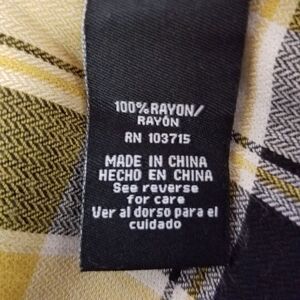 100% RAYON/
RAYÓN
RN 103715
MADE IN CHINA
HECHO EN CHINA
See reverse
for care
Ver al dorso para el
cuidado